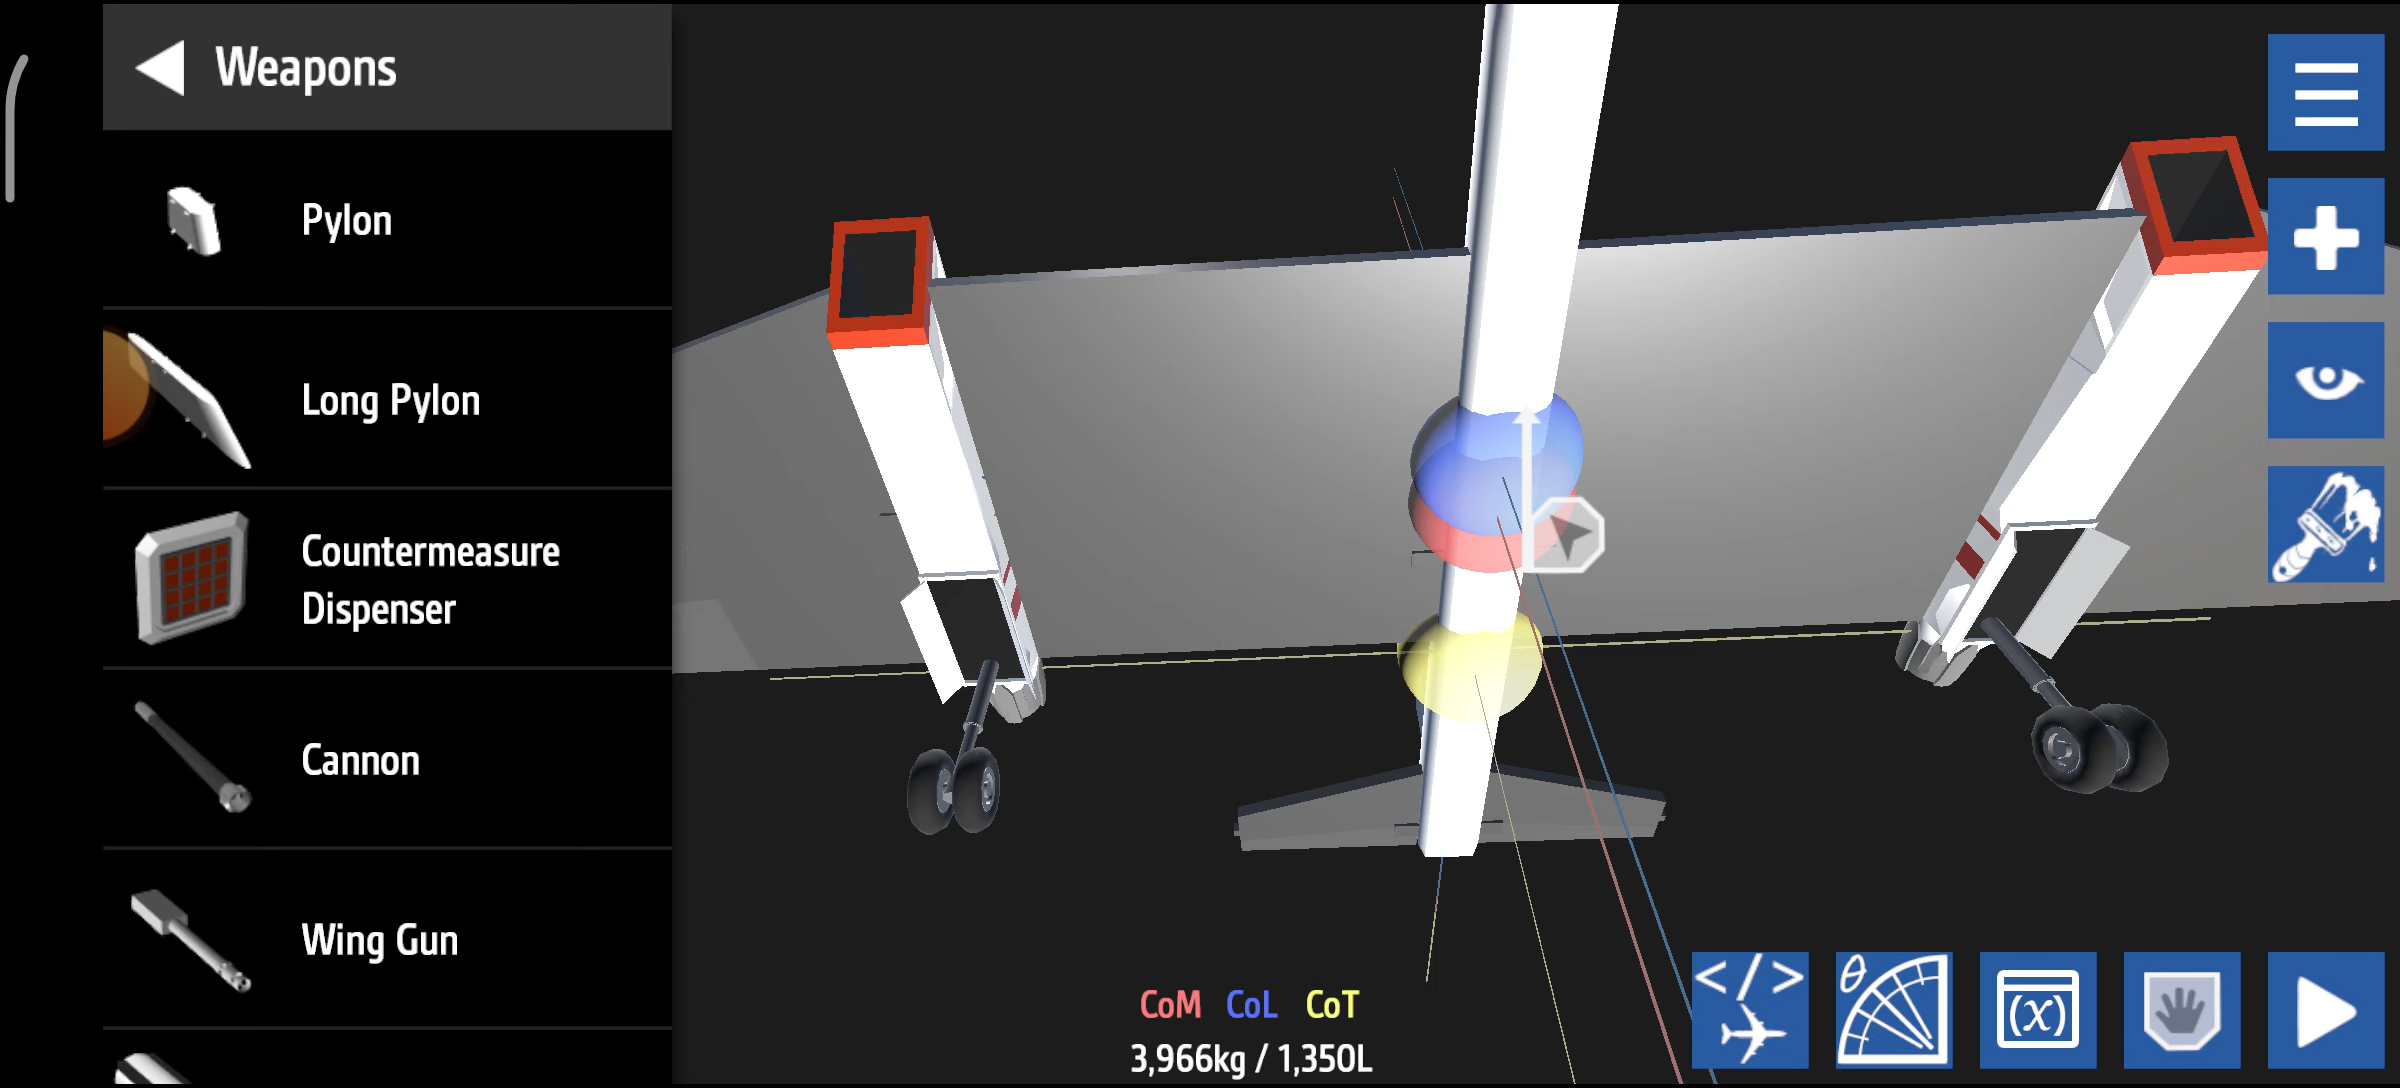 Weapons
Pylon
Long Pylon
Countermeasure
Dispenser
Cannon
Wing Gun
CoM CoL CoT
3,966kg / 1,350L
</>
θ
(x)